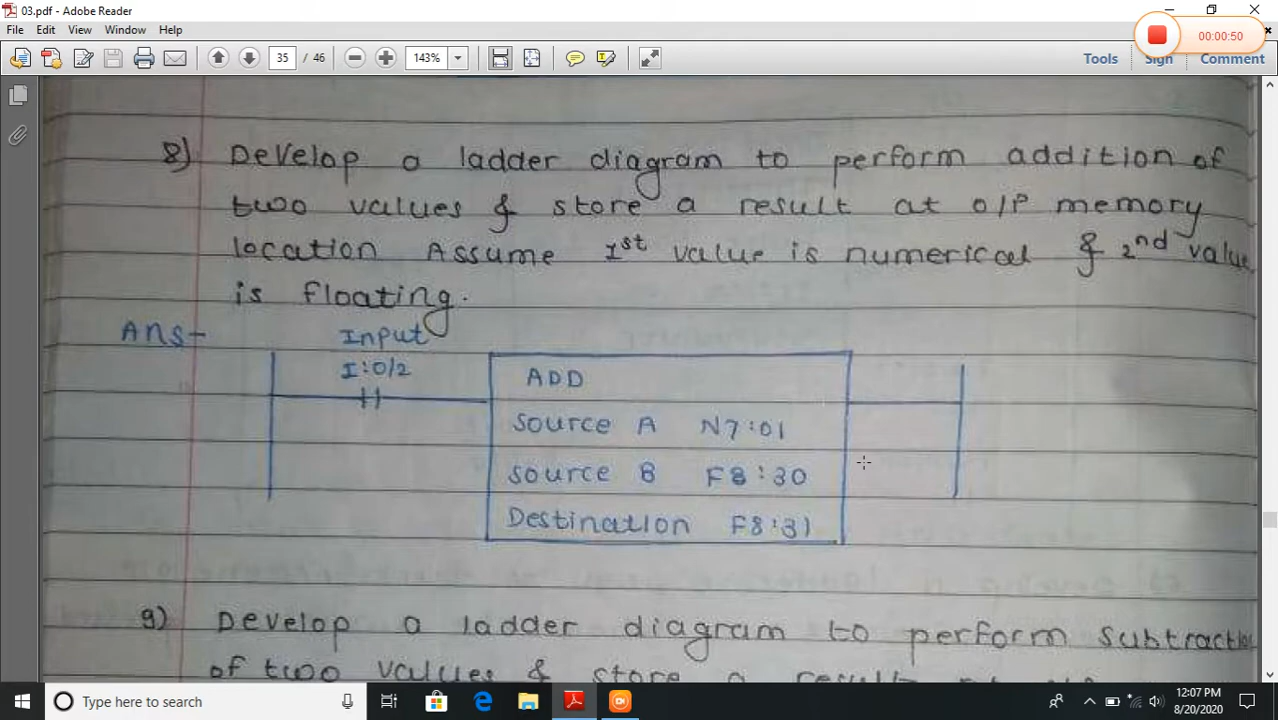 03.pdf - Adobe Reader
File Edit View Window Help
00:00:50
35 / 46 143% Tools Sign Comment
8) Develop a ladder diagram to perform addition of
two values & store a result at O/P memory
location Assume 1st value is numerical & 2nd value
is floating.
Ans- Input
I:0/2
ADD
Source A N7:01
Source B F8:30
Destination F8:31
9) Develop a ladder diagram to perform subtractio
of two values & store a result
Type here to search
12:07 PM
8/20/2020